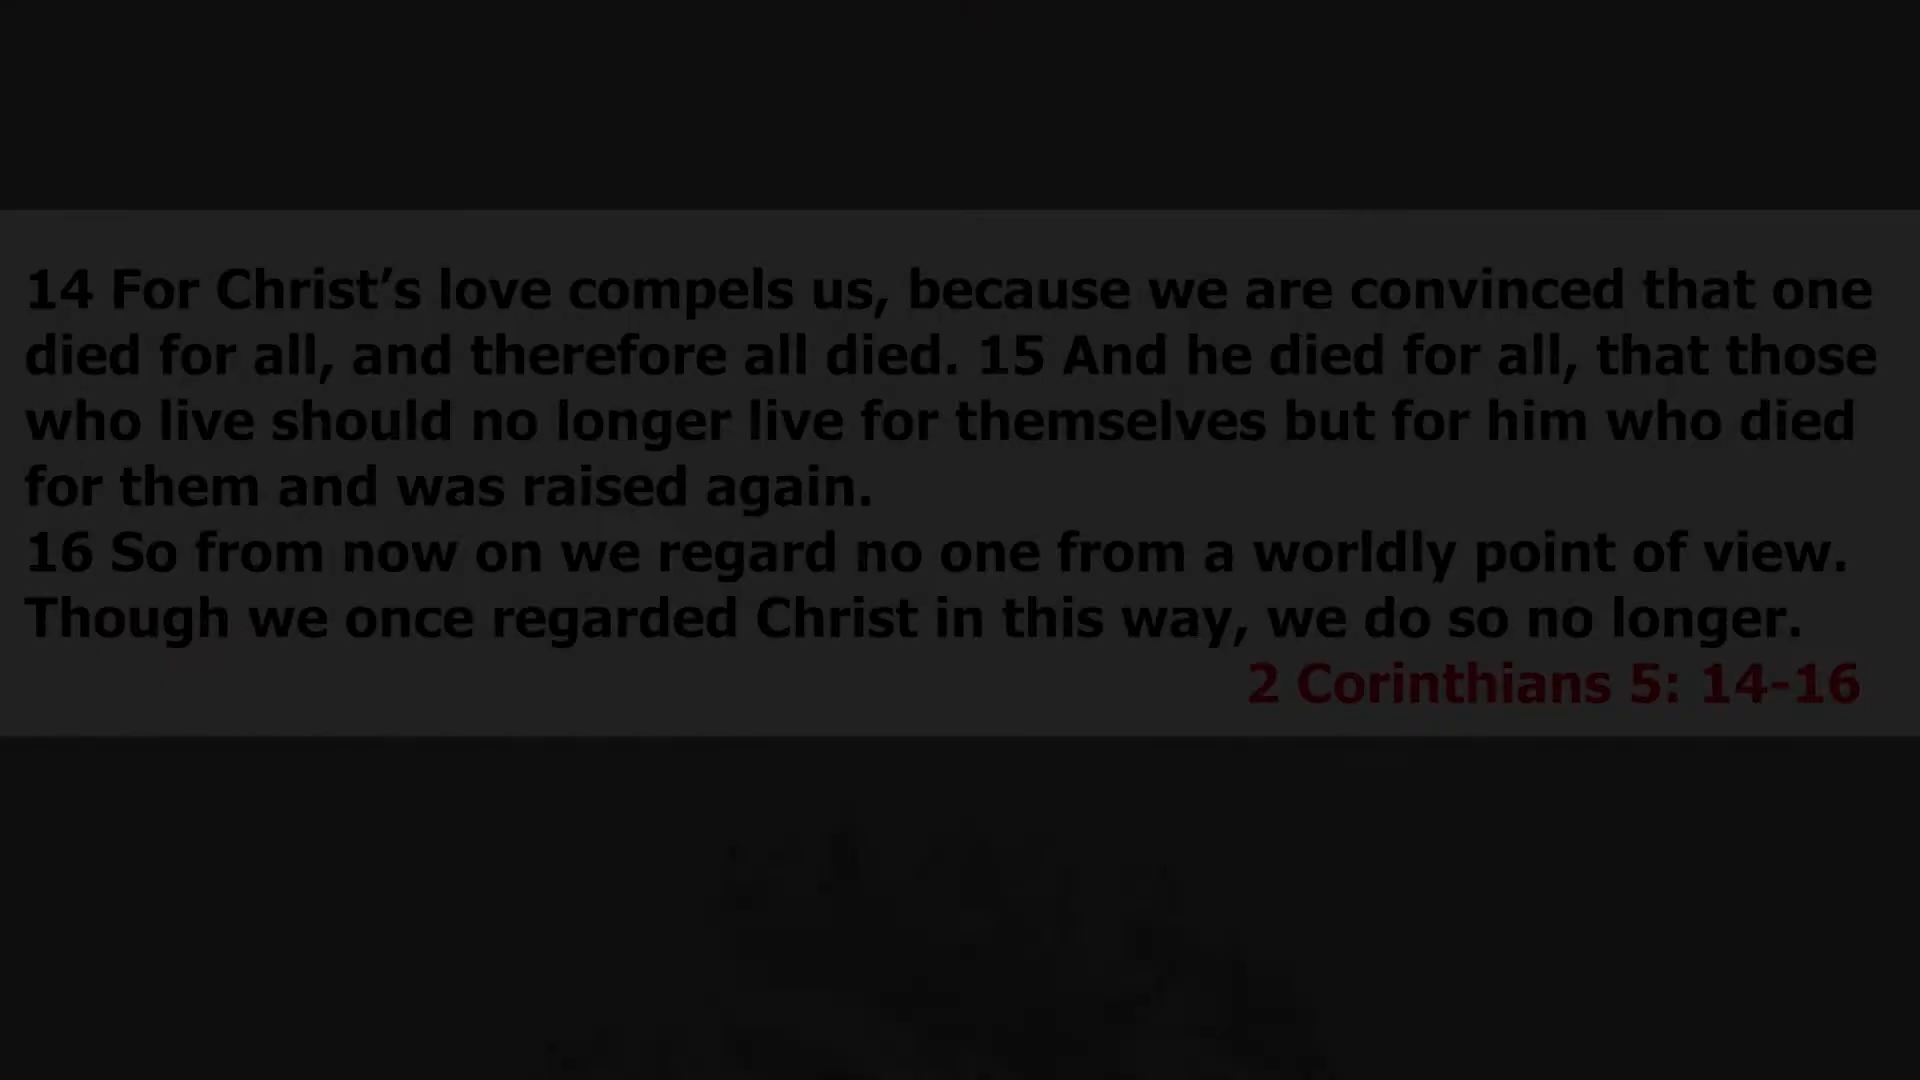 14 For Christ’s love compels us, because we are convinced that one
died for all, and therefore all died. 15 And he died for all, that those
who live should no longer live for themselves but for him who died
for them and was raised again.
16 So from now on we regard no one from a worldly point of view.
Though we once regarded Christ in this way, we do so no longer.
2 Corinthians 5: 14-16